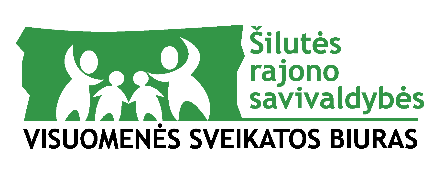 Šilutės
rajono
savivaldybės
VISUOMENĖS SVEIKATOS BIURAS